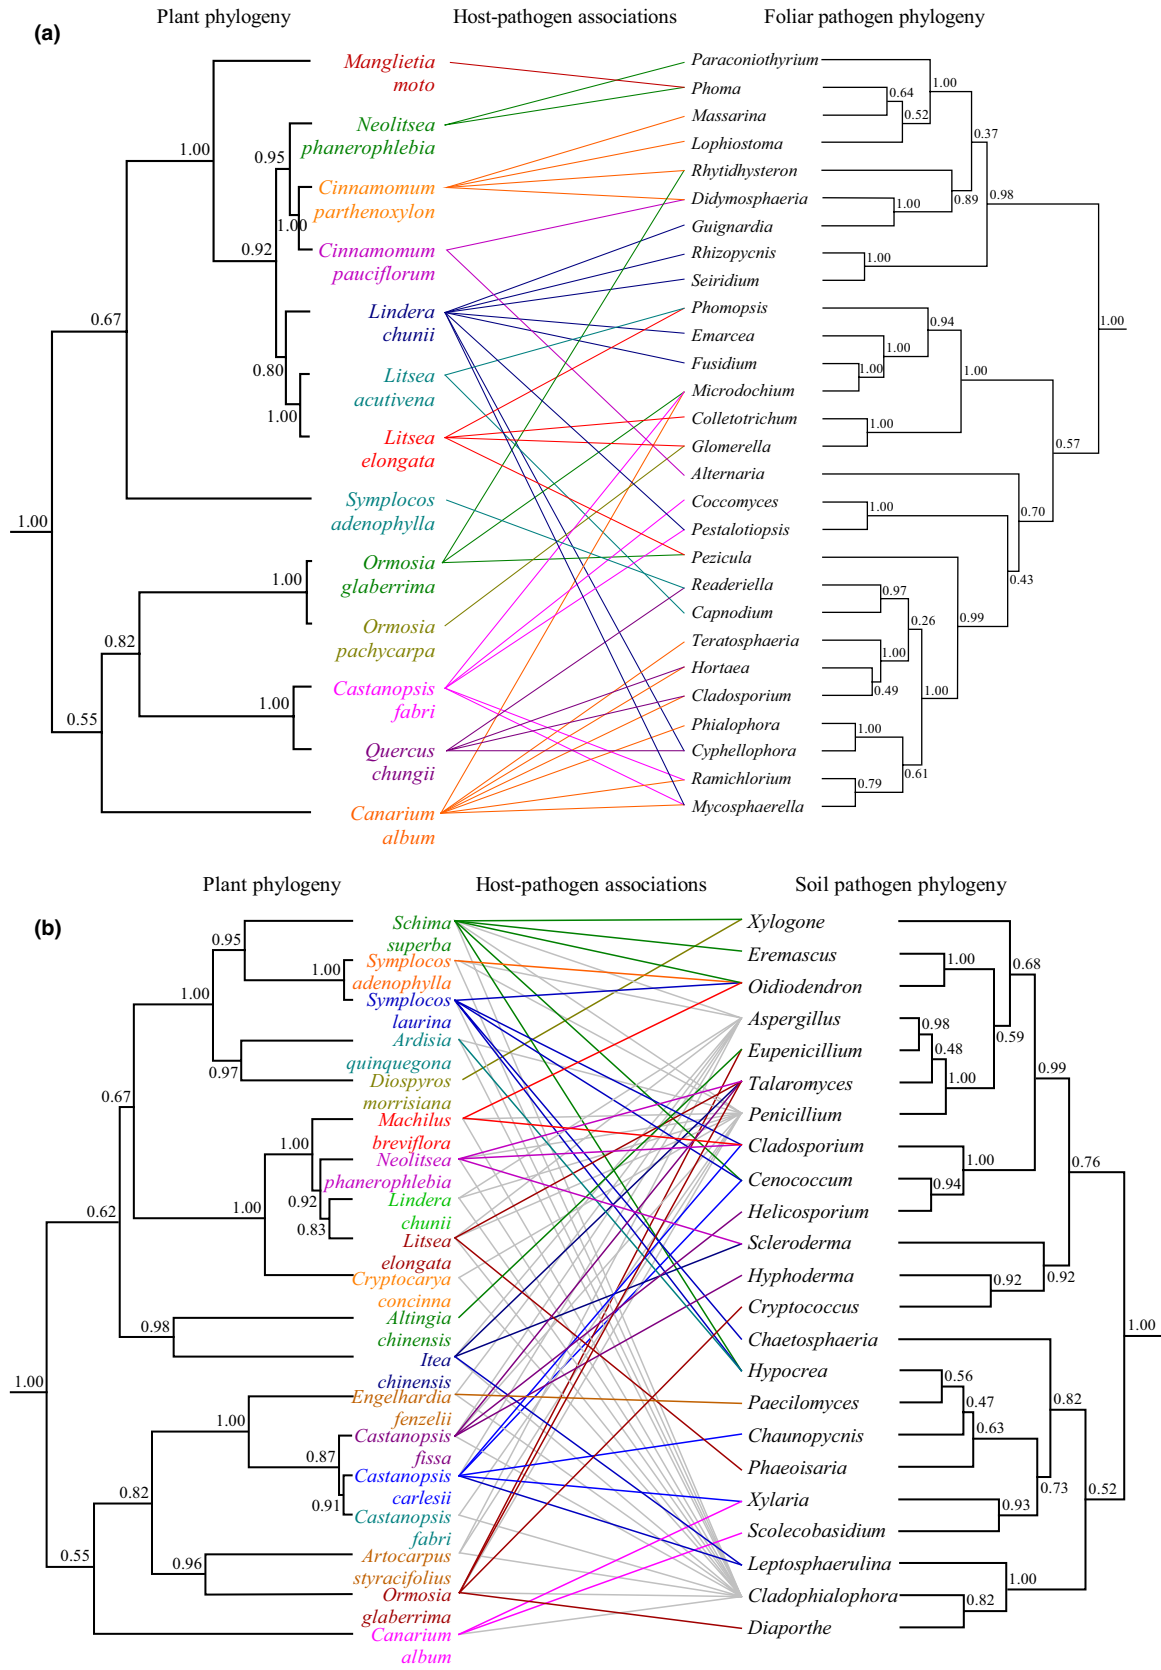 Plant phylogeny Host-pathogen associations Foliar pathogen phylogeny
(a)
Manglietia
moto
Neolitsea
phanerophlebia
Cinnamomum
parthenoxylon
Cinnamomum
pauciflorum
Lindera
chunii
Litsea
acutivena
Litsea
elongata
Symplocos
adenophylla
Ormosia
glaberrima
Ormosia
pachycarpa
Castanopsis
fabri
Quercus
chungii
Canarium
album
1.00
0.95
1.00
0.92
0.67
0.80
1.00
1.00
1.00
0.82
1.00
0.55
Paraconiothyrium
Phoma
Massarina
Lophiostoma
Rhytidhysteron
Didymosphaeria
Guignardia
Rhizopycnis
Seiridium
Phomopsis
Emarcea
Fusidium
Microdochium
Colletotrichum
Glomerella
Alternaria
Coccomyces
Pestalotiopsis
Pezicula
Readeriella
Capnodium
Teratosphaeria
Hortaea
Cladosporium
Phialophora
Cyphellophora
Ramichlorium
Mycosphaerella
1.00
0.64
0.52
0.37
0.89
0.98
1.00
1.00
0.94
1.00
1.00
1.00
1.00
1.00
0.57
0.70
1.00
0.43
0.97
0.26
0.99
1.00
0.49
1.00
1.00
0.61
0.79
Plant phylogeny Host-pathogen associations Soil pathogen phylogeny
(b)
Schima
superba
Symplocos
adenophylla
Symplocos
laurina
Ardisia
quinquegona
Diospyros
morrisiana
Machilus
breviflora
Neolitsea
phanerophlebia
Lindera
chunii
Litsea
elongata
Cryptocarya
concinna
Altingia
chinensis
Itea
chinensis
Engelhardia
fenzelii
Castanopsis
fissa
Castanopsis
carlesii
Castanopsis
fabri
Artocarpus
styracifolius
Ormosia
glaberrima
Canarium
album
0.95
1.00
1.00
0.97
0.67
1.00
0.92
0.83
1.00
0.62
0.98
1.00
1.00
0.87
0.91
0.82
0.96
0.55
Xylogone
Eremascus
Oidiodendron
Aspergillus
Eupenicillium
Talaromyces
Penicillium
Cladosporium
Cenococcum
Helicosporium
Scleroderma
Hyphoderma
Cryptococcus
Chaetosphaeria
Hypocrea
Paecilomyces
Chaunopycnis
Phaeoisaria
Xylaria
Scolecobasidium
Leptosphaerulina
Cladophialophora
Diaporthe
1.00
0.68
0.98
0.59
0.48
1.00
0.99
1.00
0.94
0.76
0.92
0.92
1.00
0.56
0.47
0.82
0.63
0.73
0.93
0.52
1.00
0.82